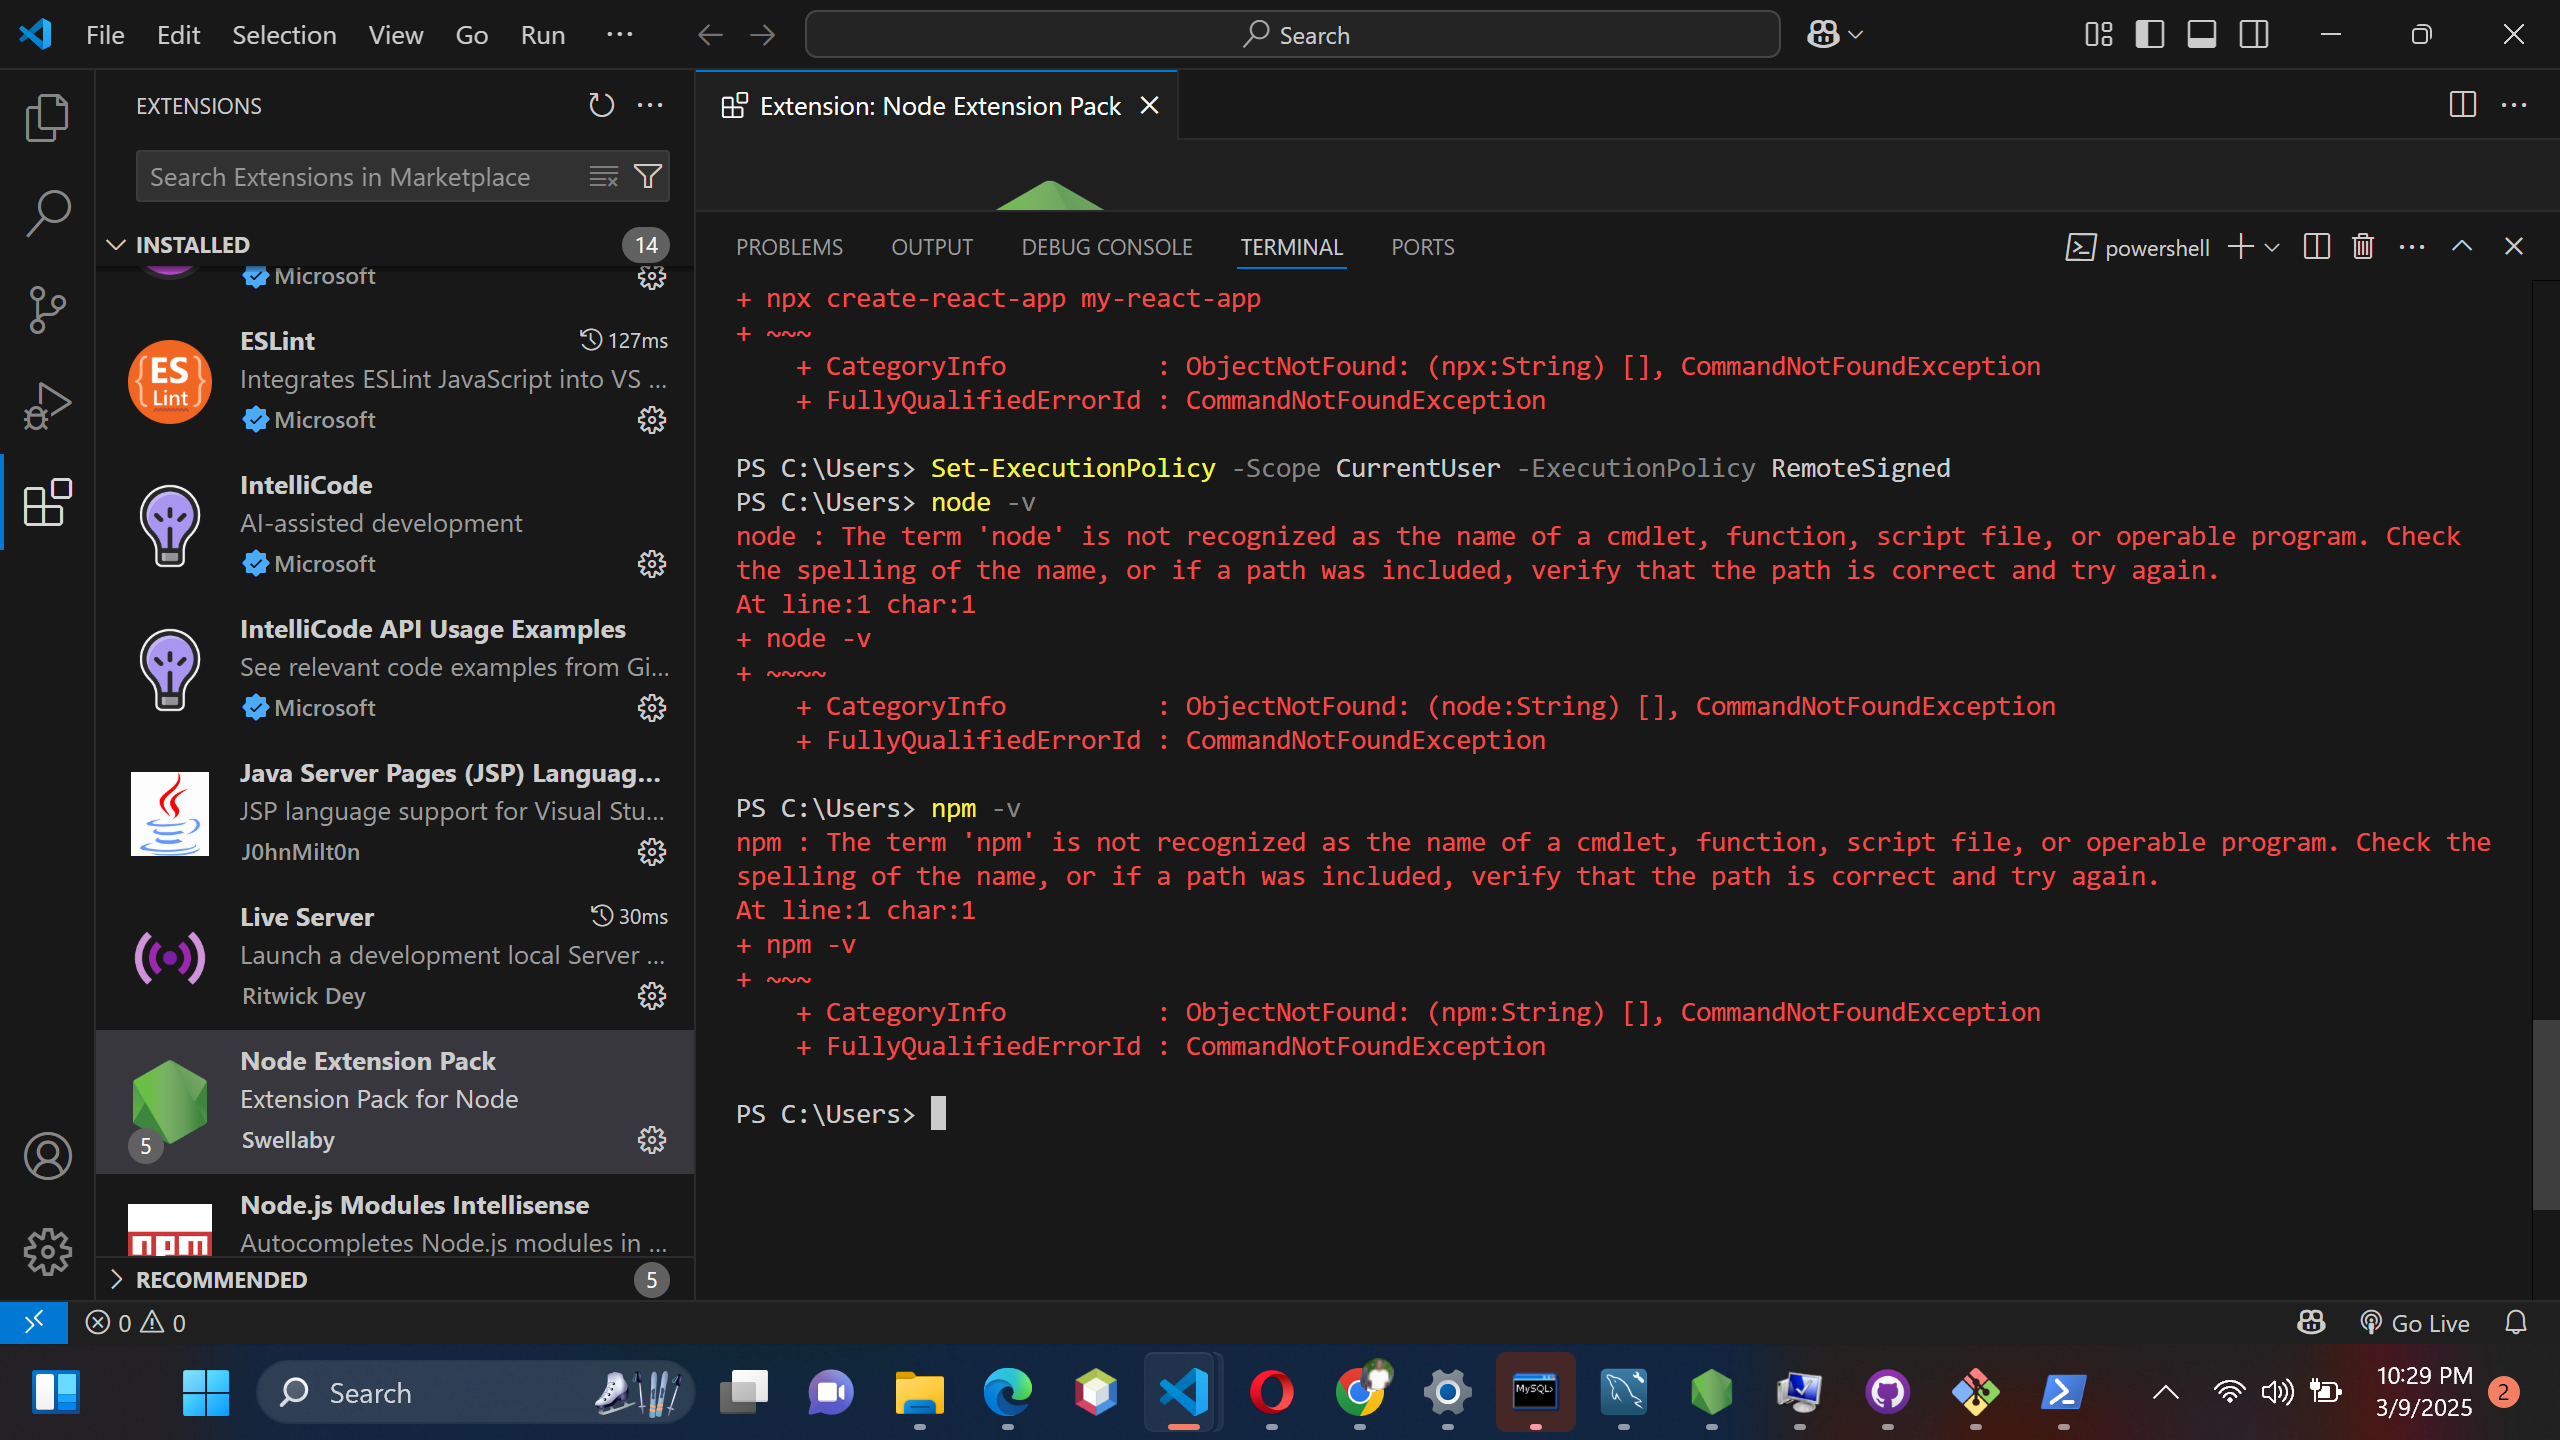 File Edit Selection View Go Run ···
Search
EXTENSIONS
Extension: Node Extension Pack
Search Extensions in Marketplace
INSTALLED 14
Microsoft
ESLint 127ms
Integrates ESLint JavaScript into VS ...
Microsoft
IntelliCode
AI-assisted development
Microsoft
IntelliCode API Usage Examples
See relevant code examples from Gi...
Microsoft
Java Server Pages (JSP) Languag...
JSP language support for Visual Stu...
J0hnMilt0n
Live Server 30ms
Launch a development local Server ...
Ritwick Dey
Node Extension Pack
Extension Pack for Node
Swellaby
5
Node.js Modules Intellisense
Autocompletes Node.js modules in ...
RECOMMENDED 5
ES
Lint
npm
PROBLEMS OUTPUT DEBUG CONSOLE TERMINAL PORTS powershell
+ npx create-react-app my-react-app
+ ~~~
    + CategoryInfo          : ObjectNotFound: (npx:String) [], CommandNotFoundException
    + FullyQualifiedErrorId : CommandNotFoundException
PS C:\Users> Set-ExecutionPolicy -Scope CurrentUser -ExecutionPolicy RemoteSigned
PS C:\Users> node -v
node : The term 'node' is not recognized as the name of a cmdlet, function, script file, or operable program. Check
the spelling of the name, or if a path was included, verify that the path is correct and try again.
At line:1 char:1
+ node -v
+ ~~~~
    + CategoryInfo          : ObjectNotFound: (node:String) [], CommandNotFoundException
    + FullyQualifiedErrorId : CommandNotFoundException
PS C:\Users> npm -v
npm : The term 'npm' is not recognized as the name of a cmdlet, function, script file, or operable program. Check the
spelling of the name, or if a path was included, verify that the path is correct and try again.
At line:1 char:1
+ npm -v
+ ~~~
    + CategoryInfo          : ObjectNotFound: (npm:String) [], CommandNotFoundException
    + FullyQualifiedErrorId : CommandNotFoundException
PS C:\Users>
0 0
Go Live
Search
MySQL>
10:29 PM
3/9/2025
2